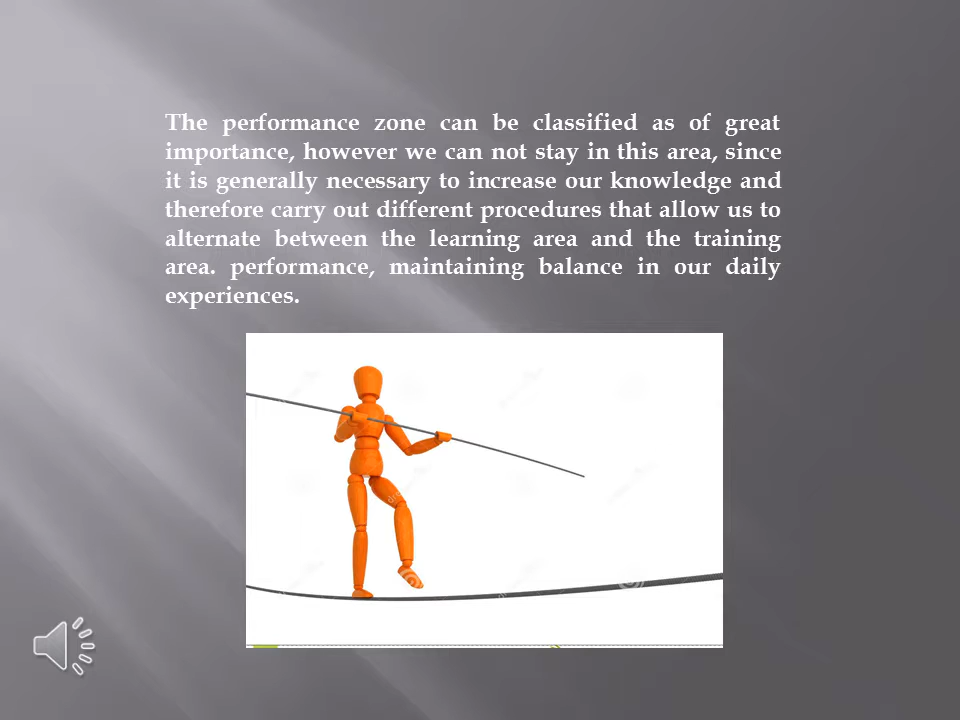 The performance zone can be classified as of great
importance, however we can not stay in this area, since
it is generally necessary to increase our knowledge and
therefore carry out different procedures that allow us to
alternate between the learning area and the training
area. performance, maintaining balance in our daily
experiences.